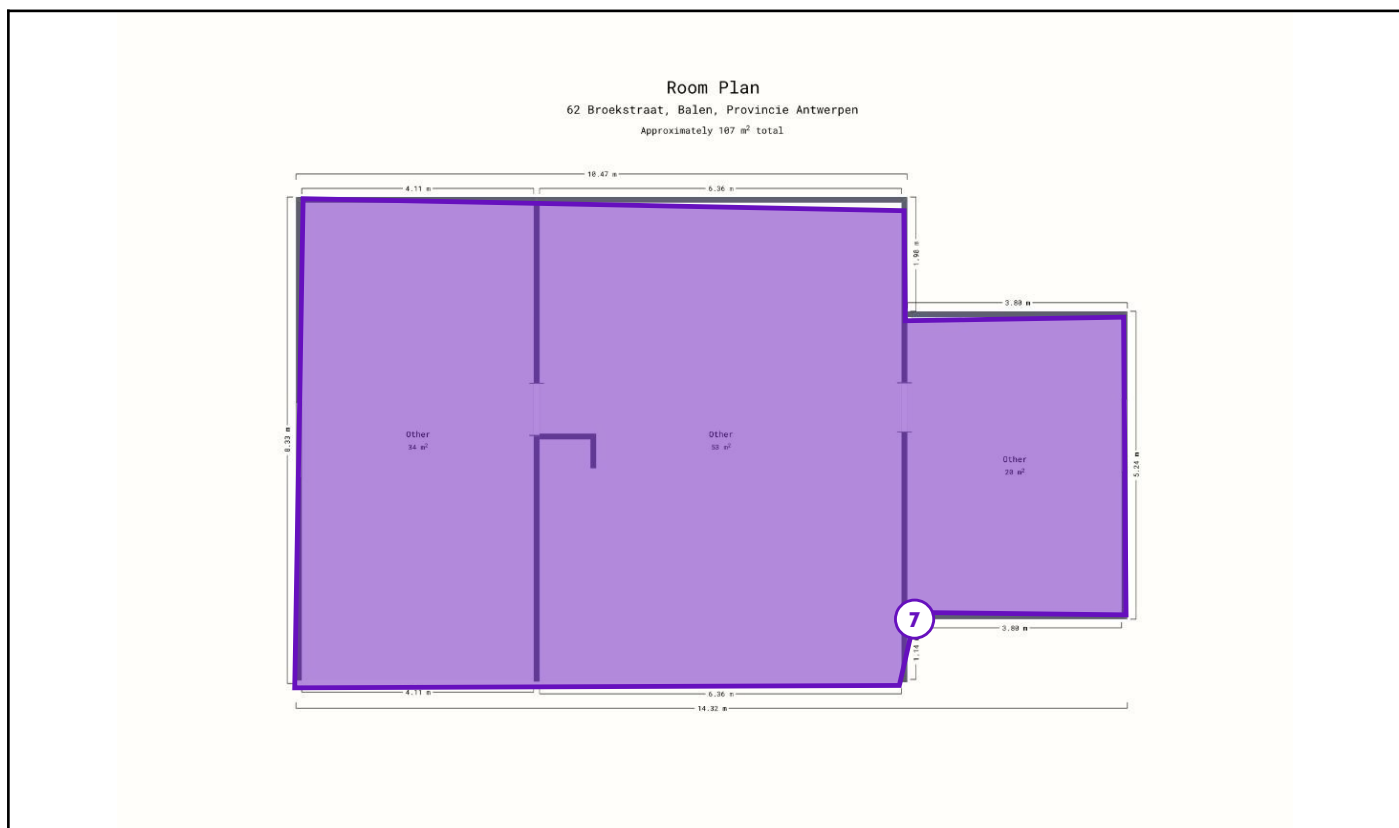 Room Plan
62 Broekstraat, Balen, Provincie Antwerpen
Approximately 107 m² total
10.47 m
4.11 m
6.36 m
1.98 m
3.80 m
8.33 m
Other
34 m²
Other
53 m²
Other
20 m²
5.24 m
7
3.80 m
1.14
4.11 m
6.36 m
14.32 m